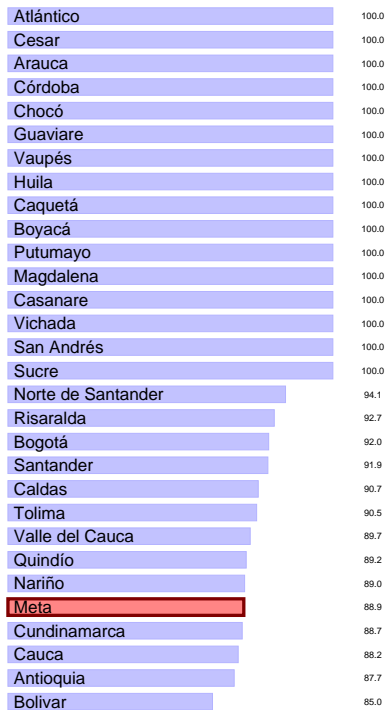 Atlántico 100.0
Cesar 100.0
Arauca 100.0
Córdoba 100.0
Chocó 100.0
Guaviare 100.0
Vaupés 100.0
Huila 100.0
Caquetá 100.0
Boyacá 100.0
Putumayo 100.0
Magdalena 100.0
Casanare 100.0
Vichada 100.0
San Andrés 100.0
Sucre 100.0
Norte de Santander 94.1
Risaralda 92.7
Bogotá 92.0
Santander 91.9
Caldas 90.7
Tolima 90.5
Valle del Cauca 89.7
Quindío 89.2
Nariño 89.0
Meta 88.9
Cundinamarca 88.7
Cauca 88.2
Antioquia 87.7
Bolivar 85.0